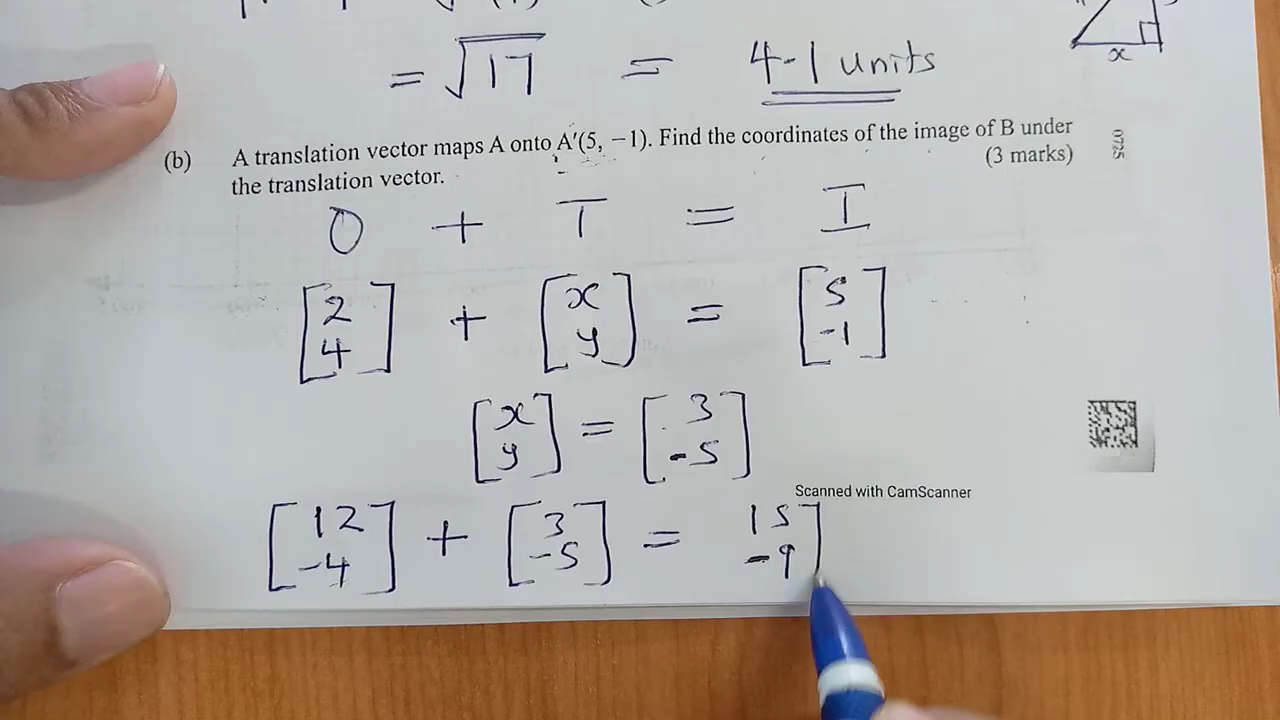 = √17 = 4-1 units
x
(b) A translation vector maps A onto A′(5, −1). Find the coordinates of the image of B under
the translation vector. (3 marks)
0725
O + T = I
[2 4] + [x y] = [5 -1]
[x y] = [3 -5]
Scanned with CamScanner
[12 -4] + [3 -5] = 15 -9]